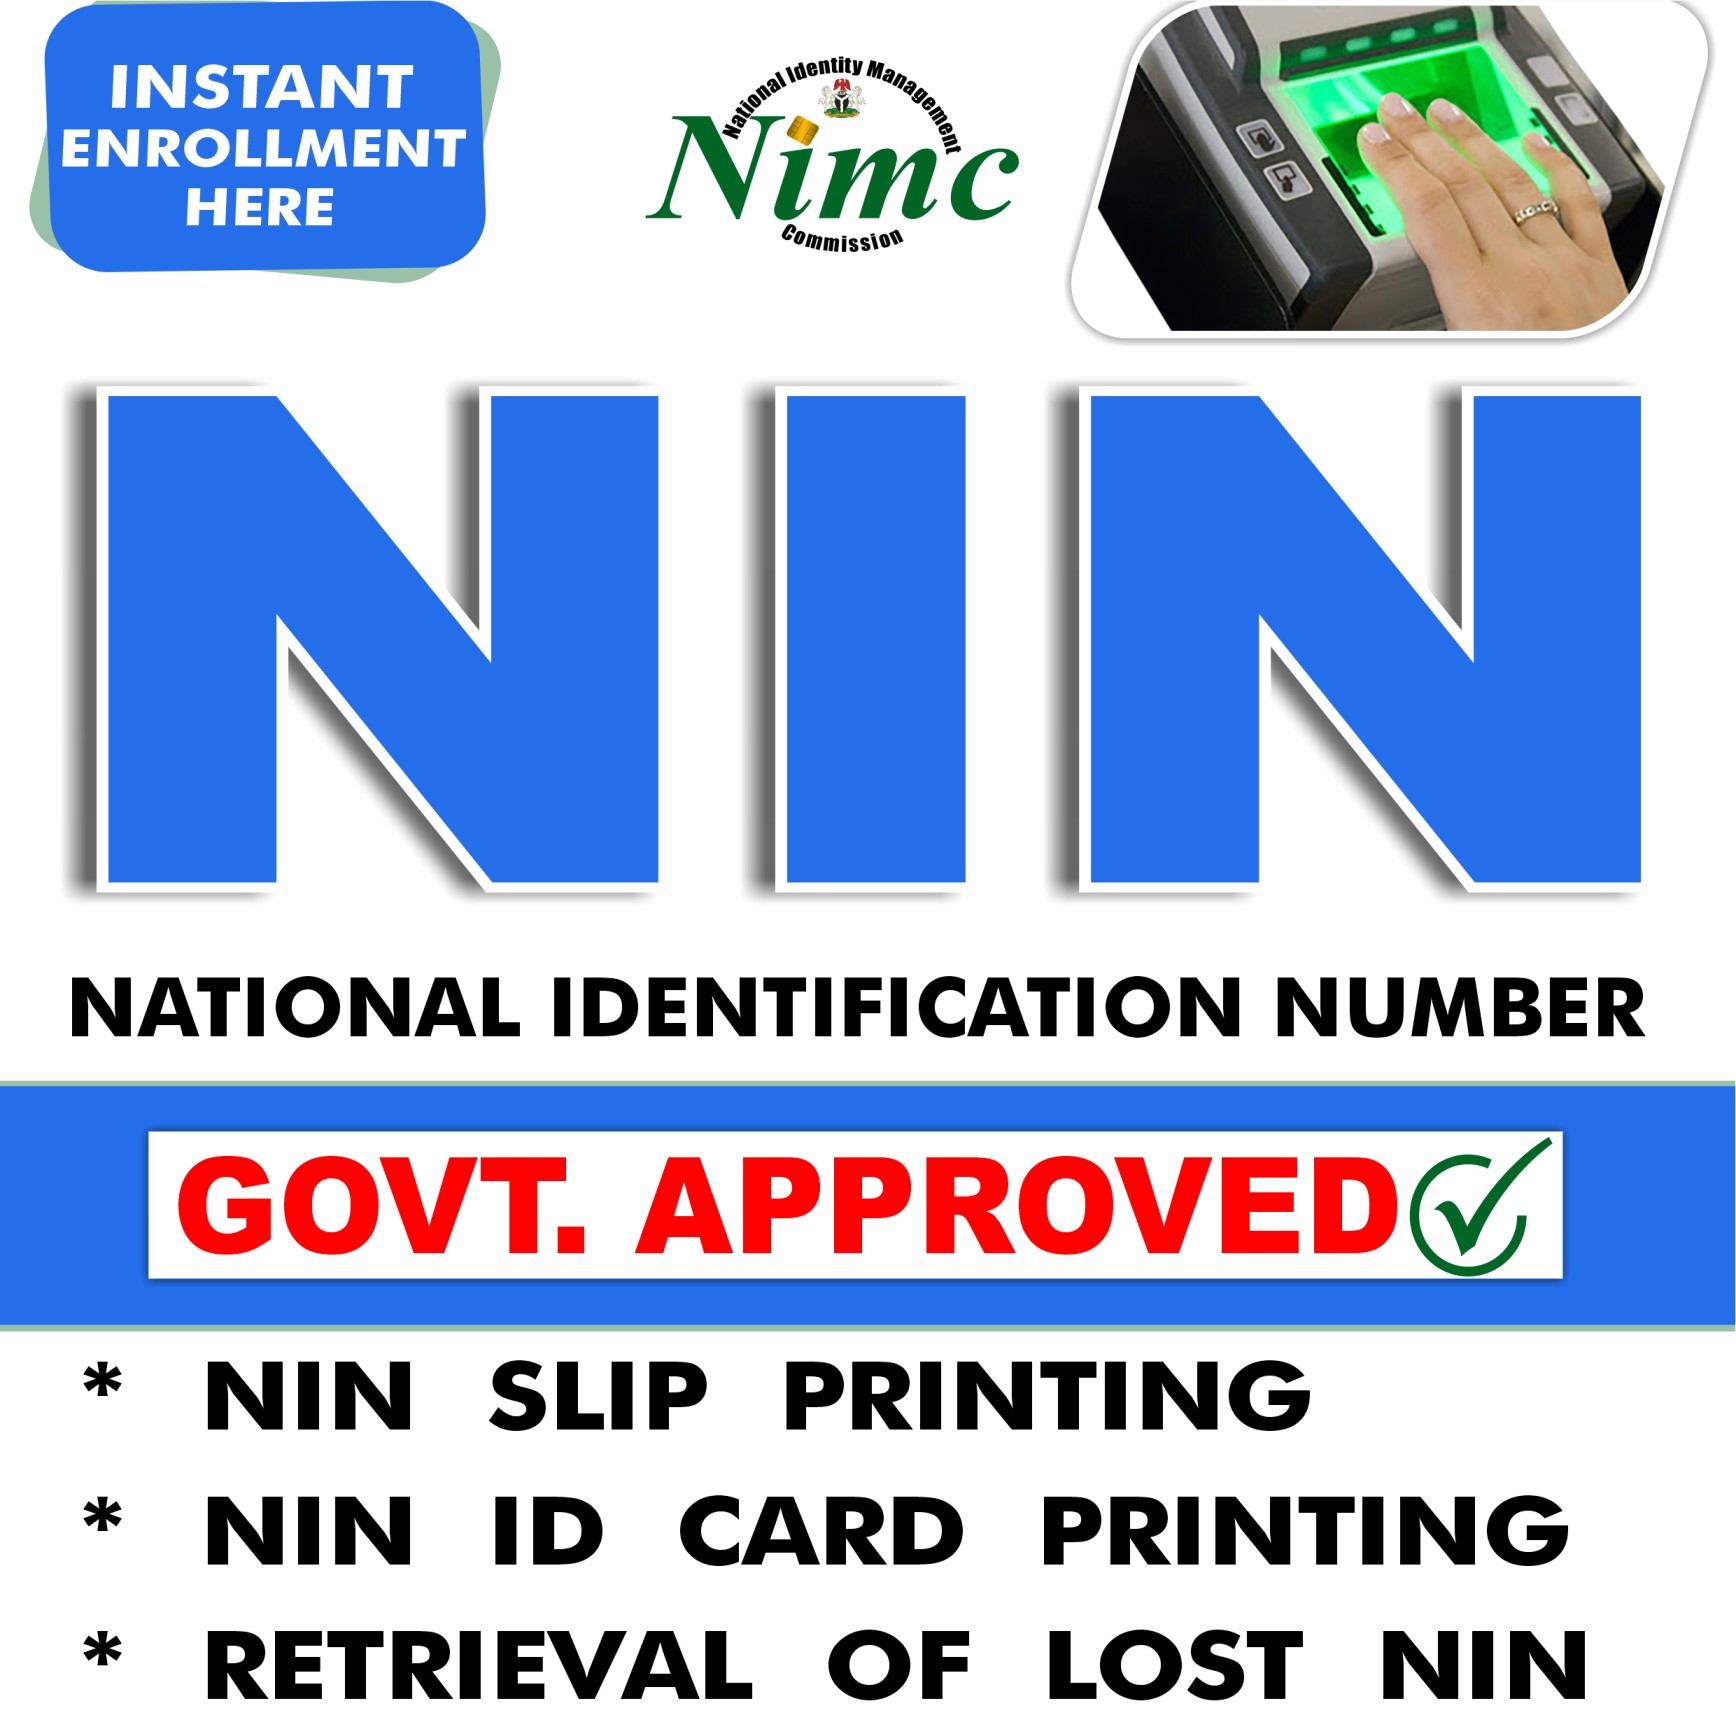 INSTANT
ENROLLMENT
HERE
National Identity Management
Nimc
Commission
NIN
NATIONAL IDENTIFICATION NUMBER
GOVT. APPROVED
* NIN SLIP PRINTING
* NIN ID CARD PRINTING
* RETRIEVAL OF LOST NIN